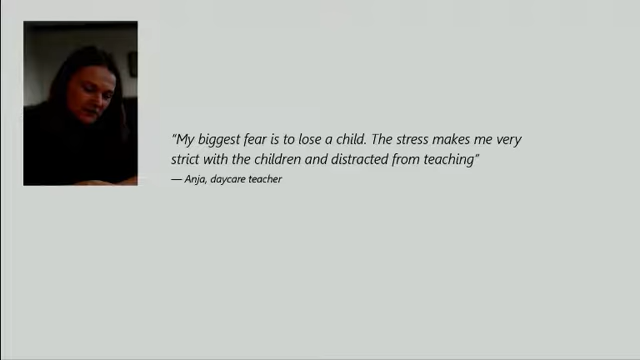 “My biggest fear is to lose a child. The stress makes me very
strict with the children and distracted from teaching”
— Anja, daycare teacher